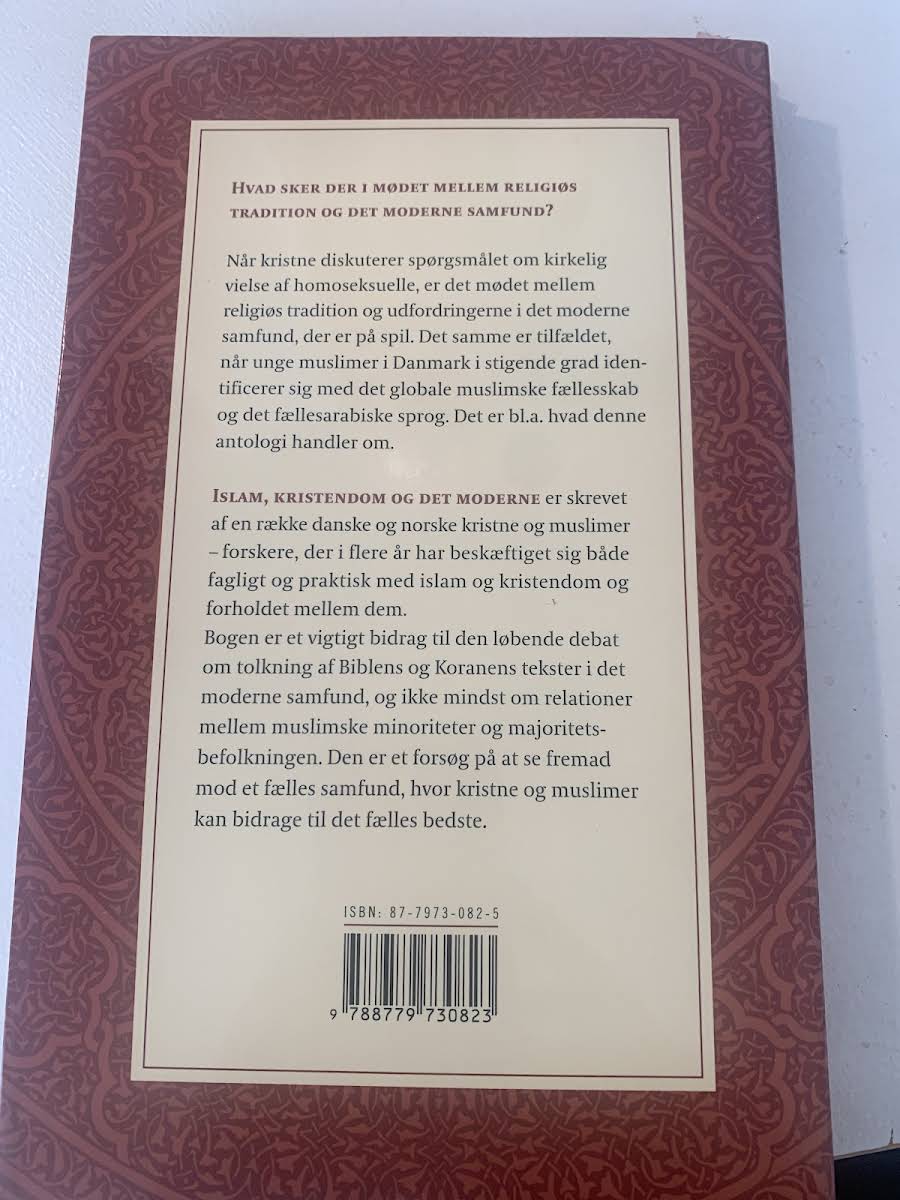 HVAD SKER DER I MØDET MELLEM RELIGIØS
TRADITION OG DET MODERNE SAMFUND?
Når kristne diskuterer spørgsmålet om kirkelig
vielse af homoseksuelle, er det mødet mellem
religiøs tradition og udfordringerne i det moderne
samfund, der er på spil. Det samme er tilfældet,
når unge muslimer i Danmark i stigende grad iden-
tificerer sig med det globale muslimske fællesskab
og det fællesarabiske sprog. Det er bl.a. hvad denne
antologi handler om.
ISLAM, KRISTENDOM OG DET MODERNE er skrevet
af en række danske og norske kristne og muslimer
– forskere, der i flere år har beskæftiget sig både
fagligt og praktisk med islam og kristendom og
forholdet mellem dem.
Bogen er et vigtigt bidrag til den løbende debat
om tolkning af Biblens og Koranens tekster i det
moderne samfund, og ikke mindst om relationer
mellem muslimske minoriteter og majoritets-
befolkningen. Den er et forsøg på at se fremad
mod et fælles samfund, hvor kristne og muslimer
kan bidrage til det fælles bedste.
ISBN: 87-7973-082-5
9 788779 730823